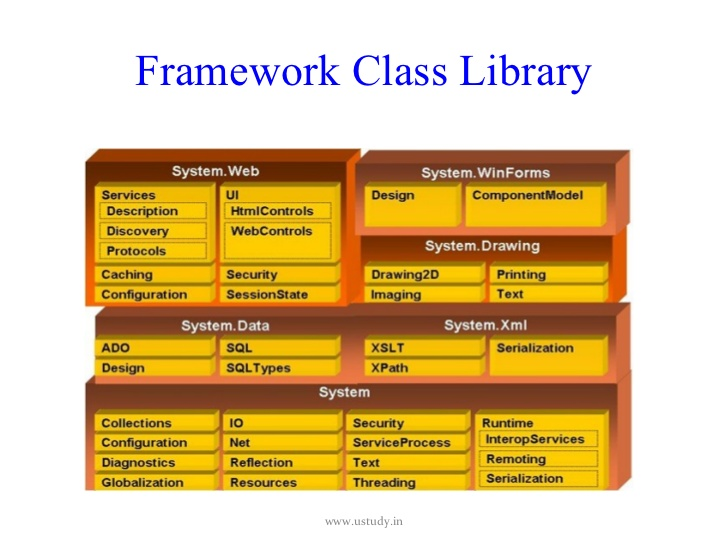 Framework Class Library
System.Web
Services
Description
Discovery
Protocols
Caching
Configuration
UI
HtmlControls
WebControls
Security
SessionState
System.WinForms
Design
ComponentModel
System.Drawing
Drawing2D
Imaging
Printing
Text
System.Data
ADO
Design
SQL
SQLTypes
System.Xml
XSLT
XPath
Serialization
System
Collections
Configuration
Diagnostics
Globalization
IO
Net
Reflection
Resources
Security
ServiceProcess
Text
Threading
Runtime
InteropServices
Remoting
Serialization
www.ustudy.in